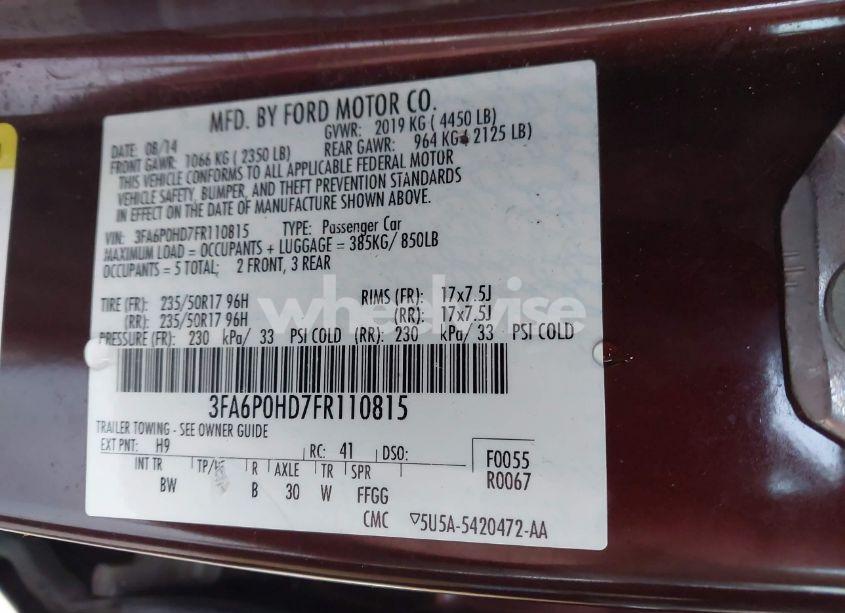 MFD. BY FORD MOTOR CO.
DATE: 08/14 GVWR: 2019 KG ( 4450 LB)
FRONT GAWR: 1066 KG ( 2350 LB) REAR GAWR: 964 KG ( 2125 LB)
THIS VEHICLE CONFORMS TO ALL APPLICABLE FEDERAL MOTOR
VEHICLE SAFETY, BUMPER, AND THEFT PREVENTION STANDARDS
IN EFFECT ON THE DATE OF MANUFACTURE SHOWN ABOVE.
VIN: 3FA6P0HD7FR110815 TYPE: Passenger Car
MAXIMUM LOAD = OCCUPANTS + LUGGAGE = 385KG/ 850LB
OCCUPANTS = 5 TOTAL; 2 FRONT, 3 REAR
TIRE (FR): 235/50R17 96H RIMS (FR): 17x7.5J
(RR): 235/50R17 96H (RR): 17x7.5J
wheelwise
PRESSURE (FR): 230 kPa/ 33 PSI COLD (RR): 230 kPa/ 33 PSI COLD
3FA6P0HD7FR110815
TRAILER TOWING - SEE OWNER GUIDE
EXT PNT: H9 RC: 41 DSO: F0055
R0067
INT TR TP/ R AXLE TR SPR
BW B 30 W FFGG
CMC ▽5U5A-5420472-AA